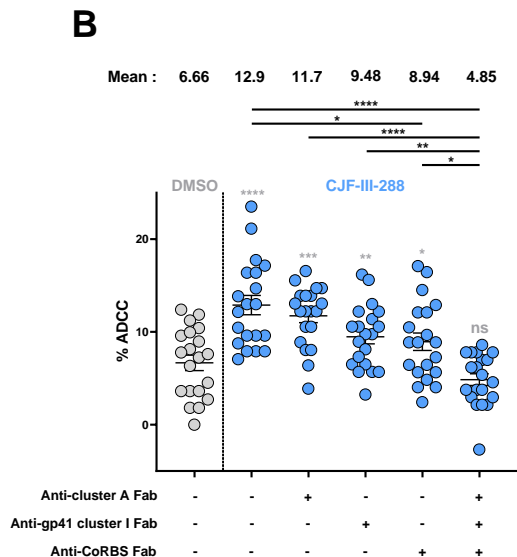 B
Mean : 6.66 12.9 11.7 9.48 8.94 4.85
****
*
****
**
*
DMSO CJF-III-288
**** *** ** * ns
% ADCC
20
10
0
Anti-cluster A Fab - - + - - +
Anti-gp41 cluster I Fab - - - + - +
Anti-CoRBS Fab - - - - + +